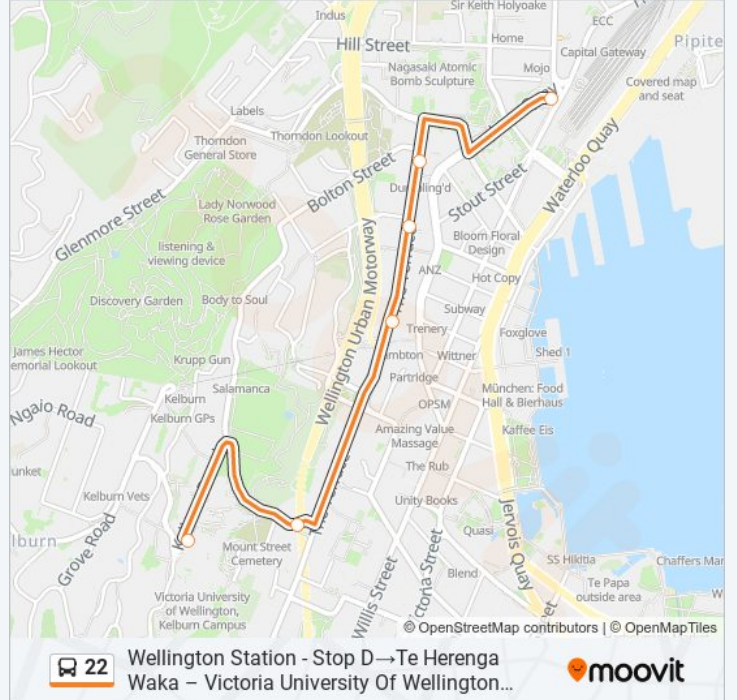 Indus
Sir Keith Holyoake
ECC
Hill Street
Home
Capital Gateway
Pipite
Nagasaki Atomic
Bomb Sculpture
Mojo
Covered map
and seat
Labels
Thorndon
General Store
Thorndon Lookout
Bolton Street
Stout Street
Waterloo Quay
Glenmore Street
Lady Norwood
Rose Garden
listening &
viewing device
Bloom Floral
Design
ANZ
Hot Copy
Discovery Garden
Body to Soul
Wellington Urban Motorway
Subway
Trenery
Foxglove
James Hector
emorial Lookout
Krupp Gun
mbton
Wittner
Shed 1
Partridge
Salamanca
Kelburn
Kelburn GPs
Ngaio Road
OPSM
München: Food
Hall & Bierhaus
Amazing Value
Massage
Kaffee Eis
The Rub
unket
Kelburn Vets
Unity Books
Jervois Quay
lburn
Grove Road
Mount Street
Cemetery
Quasi
SS Hikitia
Chaffers Mar
Blend
Te Papa
outside area
Victoria University
of Wellington,
Kelburn Campus
Willis Street
ctoria Street
© OpenStreetMap contributors | © OpenMapTiles
22
Wellington Station - Stop D→Te Herenga
Waka – Victoria University Of Wellington...
moovit